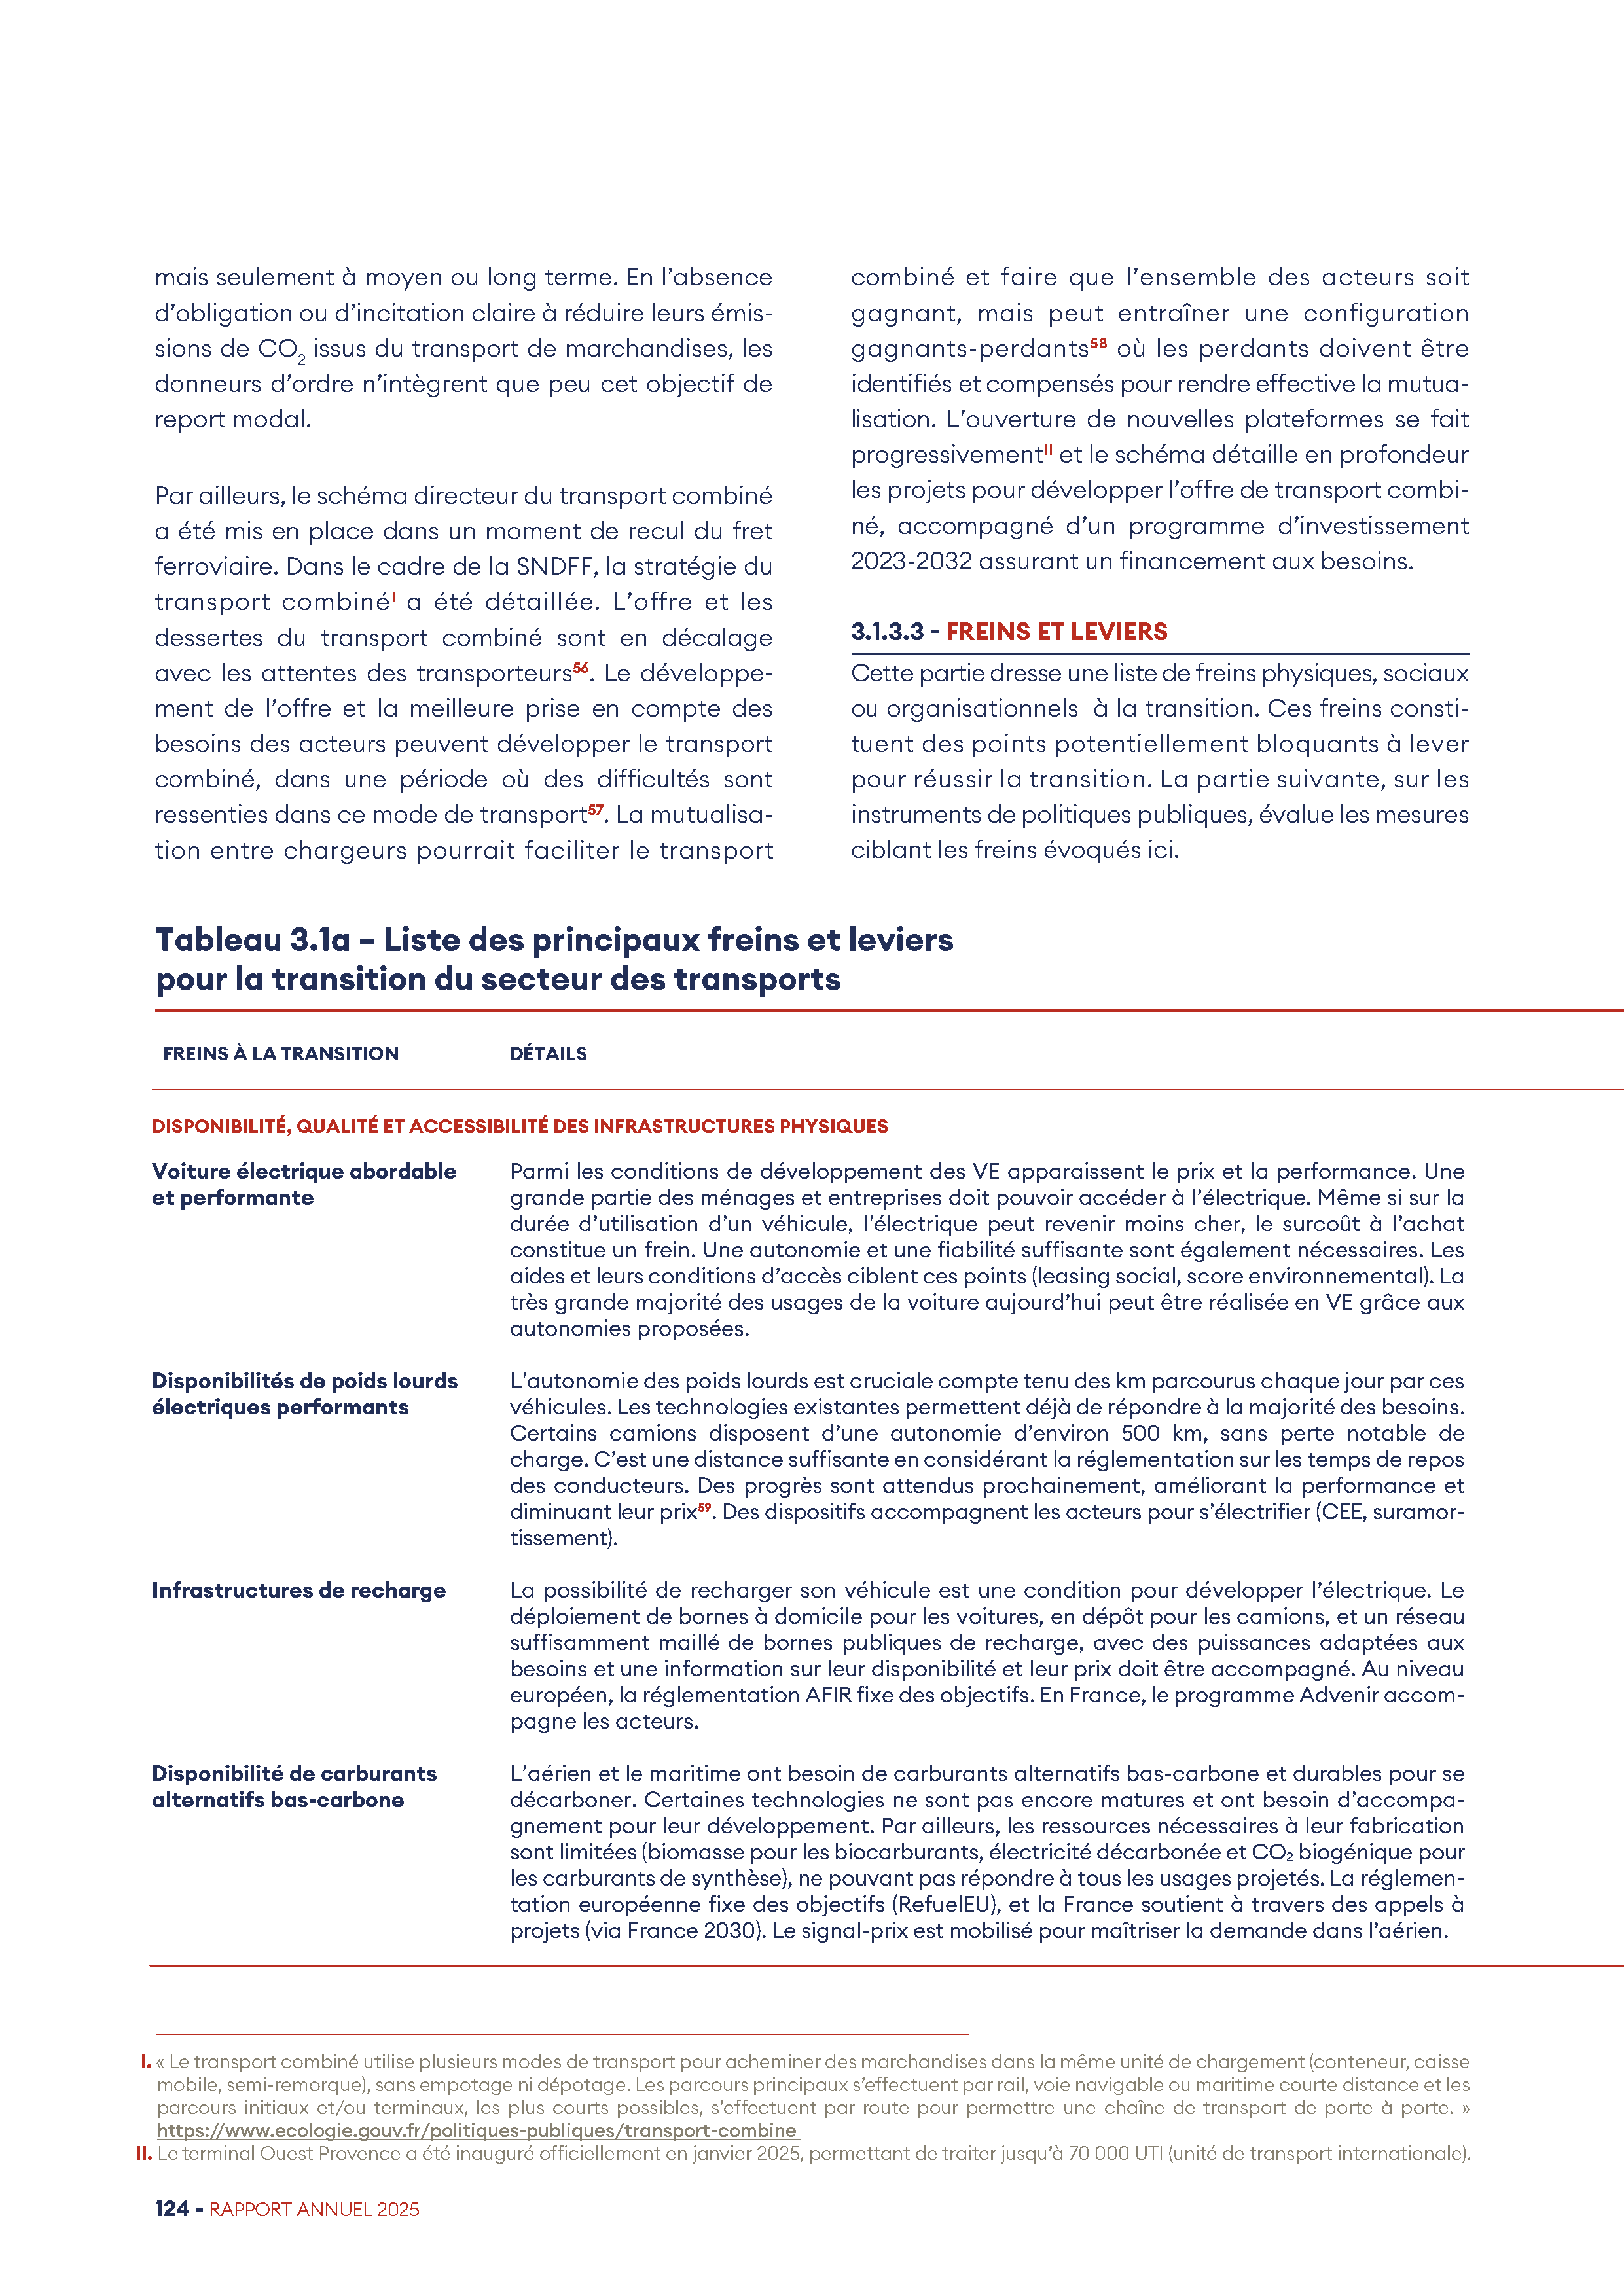 mais seulement à moyen ou long terme. En l’absence
d’obligation ou d’incitation claire à réduire leurs émis-
sions de CO₂ issus du transport de marchandises, les
donneurs d’ordre n’intègrent que peu cet objectif de
report modal.
Par ailleurs, le schéma directeur du transport combiné
a été mis en place dans un moment de recul du fret
ferroviaire. Dans le cadre de la SNDFF, la stratégie du
transport combinéI a été détaillée. L’offre et les
dessertes du transport combiné sont en décalage
avec les attentes des transporteurs56. Le développe-
ment de l’offre et la meilleure prise en compte des
besoins des acteurs peuvent développer le transport
combiné, dans une période où des difficultés sont
ressenties dans ce mode de transport57. La mutualisa-
tion entre chargeurs pourrait faciliter le transport
combiné et faire que l’ensemble des acteurs soit
gagnant, mais peut entraîner une configuration
gagnants-perdants58 où les perdants doivent être
identifiés et compensés pour rendre effective la mutua-
lisation. L’ouverture de nouvelles plateformes se fait
progressivementII et le schéma détaille en profondeur
les projets pour développer l’offre de transport combi-
né, accompagné d’un programme d’investissement
2023-2032 assurant un financement aux besoins.
3.1.3.3 - FREINS ET LEVIERS
Cette partie dresse une liste de freins physiques, sociaux
ou organisationnels à la transition. Ces freins consti-
tuent des points potentiellement bloquants à lever
pour réussir la transition. La partie suivante, sur les
instruments de politiques publiques, évalue les mesures
ciblant les freins évoqués ici.
Tableau 3.1a – Liste des principaux freins et leviers
pour la transition du secteur des transports
FREINS À LA TRANSITION DÉTAILS
DISPONIBILITÉ, QUALITÉ ET ACCESSIBILITÉ DES INFRASTRUCTURES PHYSIQUES
Voiture électrique abordable
et performante
Parmi les conditions de développement des VE apparaissent le prix et la performance. Une
grande partie des ménages et entreprises doit pouvoir accéder à l’électrique. Même si sur la
durée d’utilisation d’un véhicule, l’électrique peut revenir moins cher, le surcoût à l’achat
constitue un frein. Une autonomie et une fiabilité suffisante sont également nécessaires. Les
aides et leurs conditions d’accès ciblent ces points (leasing social, score environnemental). La
très grande majorité des usages de la voiture aujourd’hui peut être réalisée en VE grâce aux
autonomies proposées.
Disponibilités de poids lourds
électriques performants
L’autonomie des poids lourds est cruciale compte tenu des km parcourus chaque jour par ces
véhicules. Les technologies existantes permettent déjà de répondre à la majorité des besoins.
Certains camions disposent d’une autonomie d’environ 500 km, sans perte notable de
charge. C’est une distance suffisante en considérant la réglementation sur les temps de repos
des conducteurs. Des progrès sont attendus prochainement, améliorant la performance et
diminuant leur prix59. Des dispositifs accompagnent les acteurs pour s’électrifier (CEE, suramor-
tissement).
Infrastructures de recharge
La possibilité de recharger son véhicule est une condition pour développer l’électrique. Le
déploiement de bornes à domicile pour les voitures, en dépôt pour les camions, et un réseau
suffisamment maillé de bornes publiques de recharge, avec des puissances adaptées aux
besoins et une information sur leur disponibilité et leur prix doit être accompagné. Au niveau
européen, la réglementation AFIR fixe des objectifs. En France, le programme Advenir accom-
pagne les acteurs.
Disponibilité de carburants
alternatifs bas-carbone
L’aérien et le maritime ont besoin de carburants alternatifs bas-carbone et durables pour se
décarboner. Certaines technologies ne sont pas encore matures et ont besoin d’accompa-
gnement pour leur développement. Par ailleurs, les ressources nécessaires à leur fabrication
sont limitées (biomasse pour les biocarburants, électricité décarbonée et CO₂ biogénique pour
les carburants de synthèse), ne pouvant pas répondre à tous les usages projetés. La réglemen-
tation européenne fixe des objectifs (RefuelEU), et la France soutient à travers des appels à
projets (via France 2030). Le signal-prix est mobilisé pour maîtriser la demande dans l’aérien.
I. « Le transport combiné utilise plusieurs modes de transport pour acheminer des marchandises dans la même unité de chargement (conteneur, caisse
mobile, semi-remorque), sans empotage ni dépotage. Les parcours principaux s’effectuent par rail, voie navigable ou maritime courte distance et les
parcours initiaux et/ou terminaux, les plus courts possibles, s’effectuent par route pour permettre une chaîne de transport de porte à porte. »
https://www.ecologie.gouv.fr/politiques-publiques/transport-combine
II. Le terminal Ouest Provence a été inauguré officiellement en janvier 2025, permettant de traiter jusqu’à 70 000 UTI (unité de transport internationale).
124 - RAPPORT ANNUEL 2025